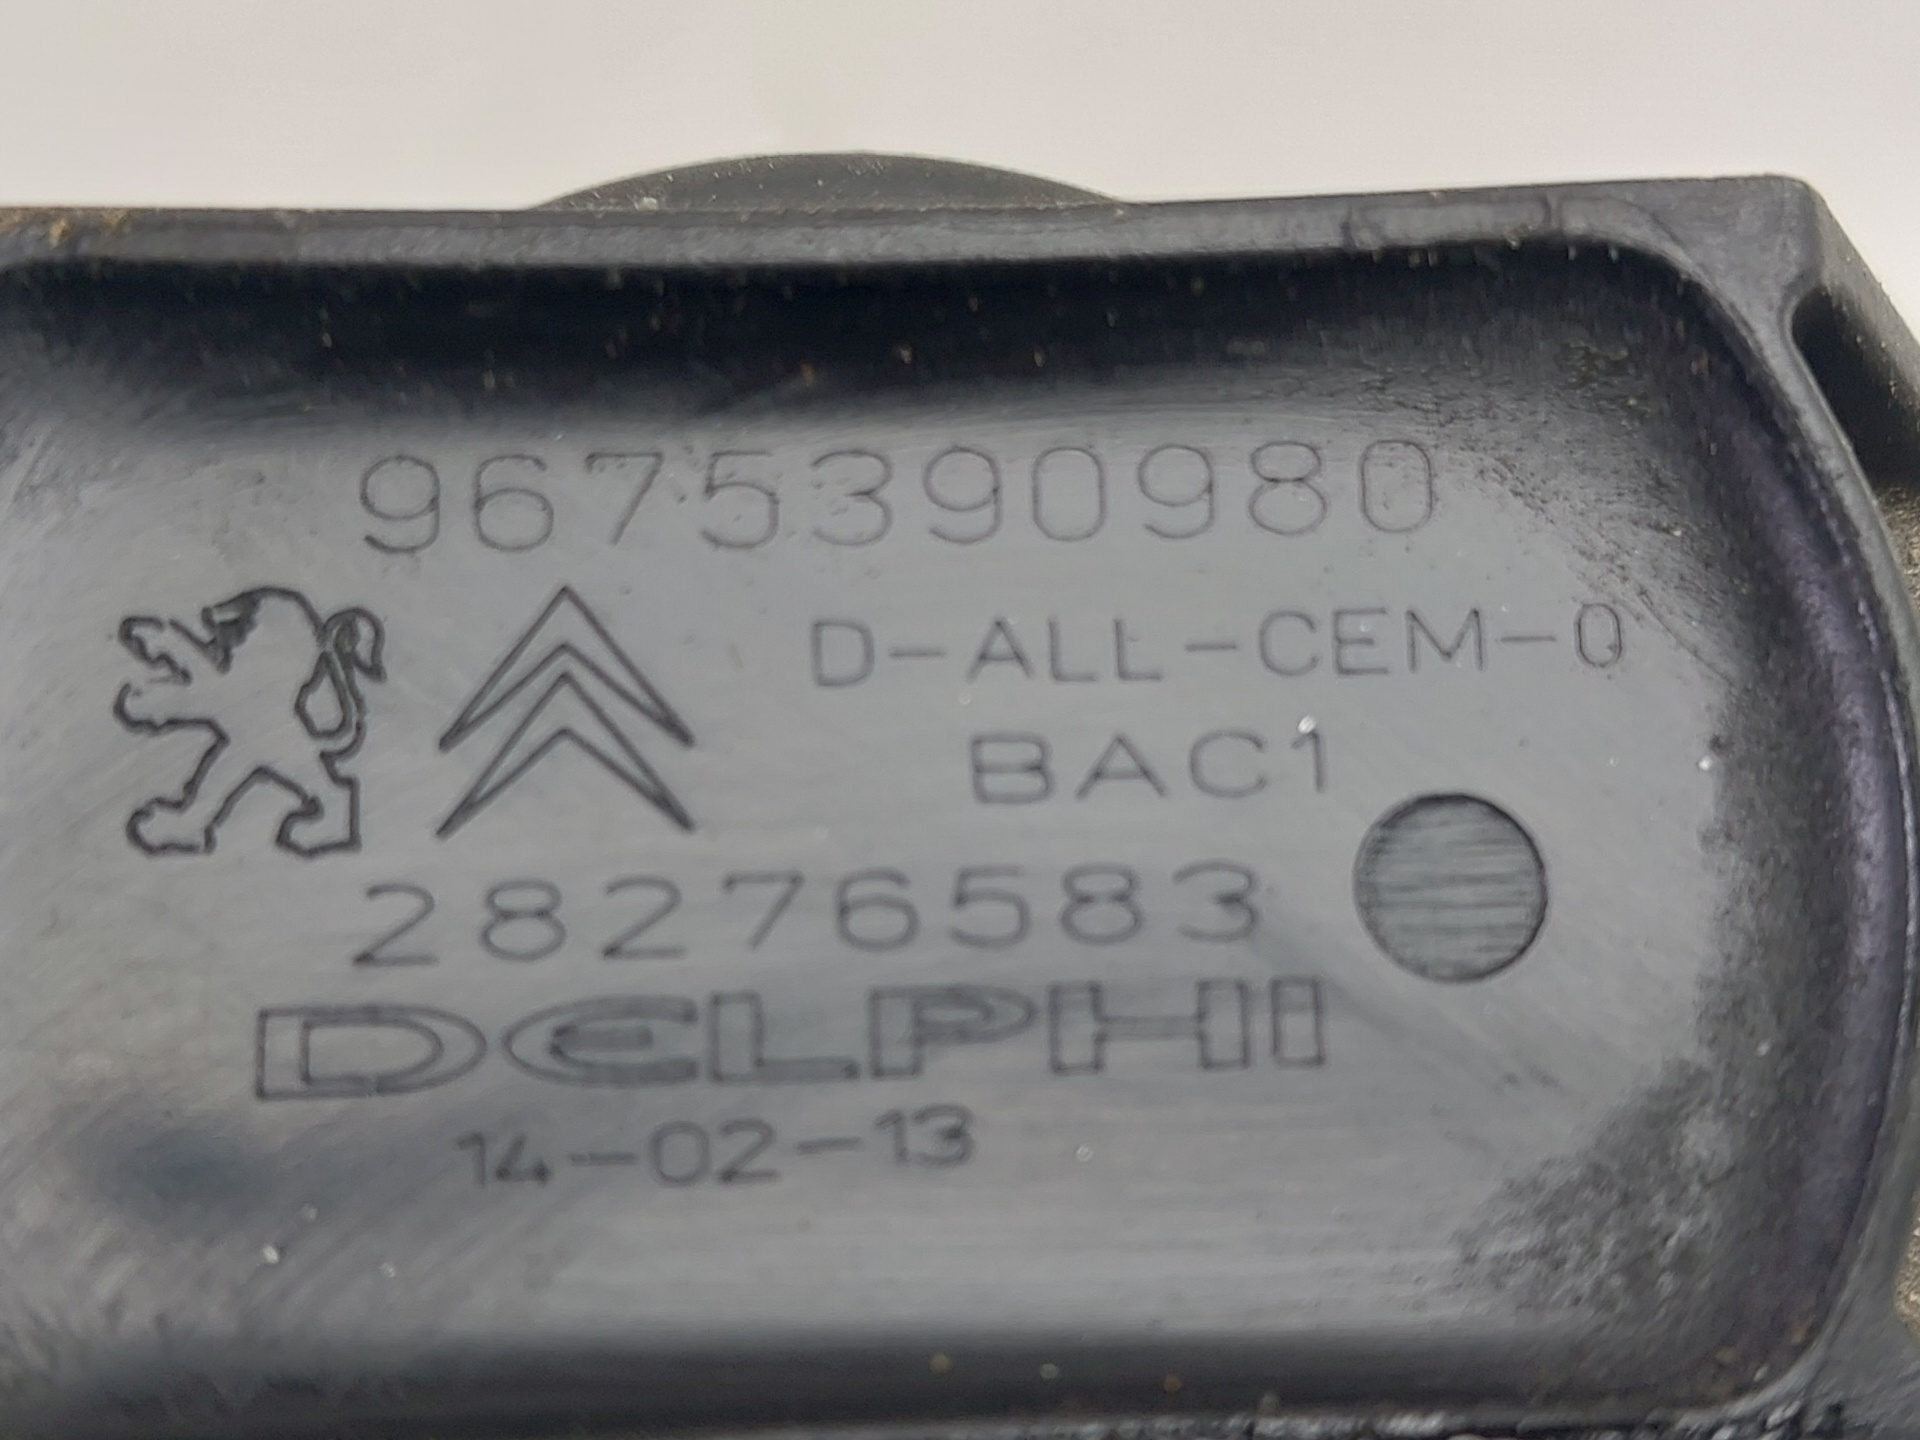 9675390980
D-ALL-CEM-0
BAC1
28276583
DELPHI
14-02-13